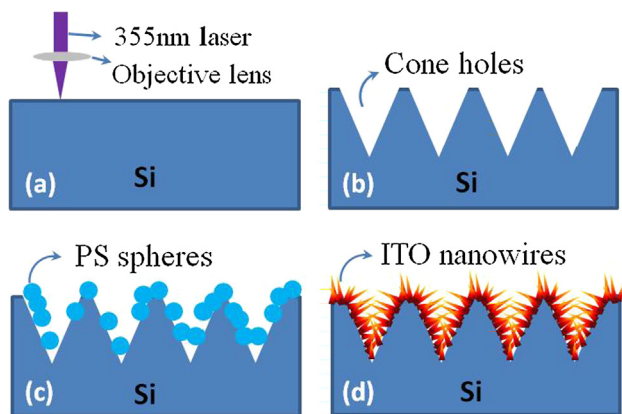 355nm laser
Objective lens
(a)
Si
Cone holes
(b)
Si
PS spheres
(c)
Si
ITO nanowires
(d)
Si